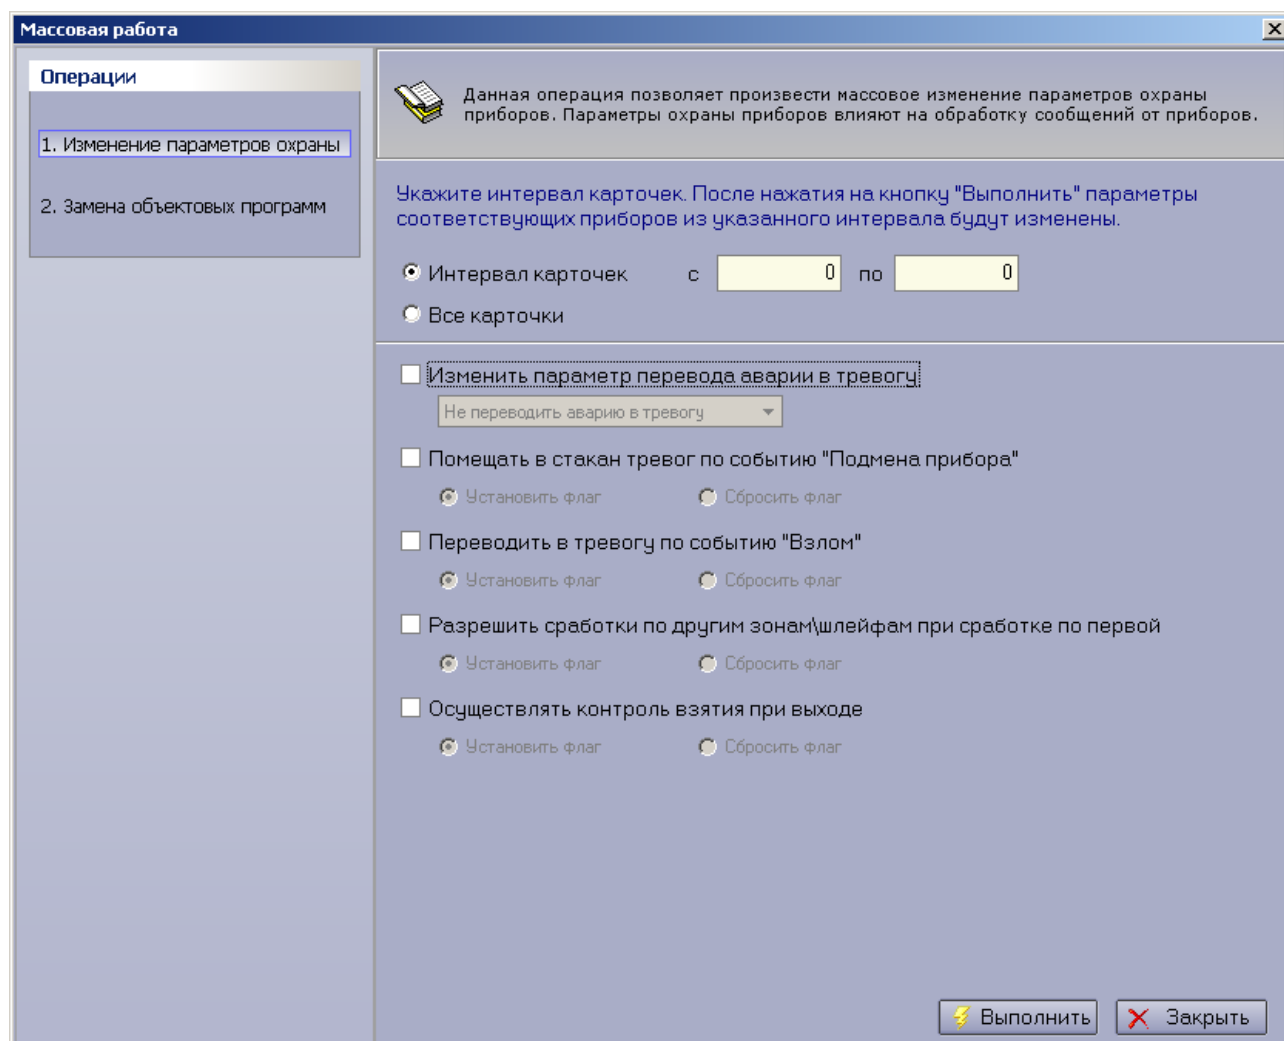 Массовая работа
Операции
1. Изменение параметров охраны
2. Замена объектовых программ
Данная операция позволяет произвести массовое изменение параметров охраны
приборов. Параметры охраны приборов влияют на обработку сообщений от приборов.
Укажите интервал карточек. После нажатия на кнопку "Выполнить" параметры
соответствующих приборов из указанного интервала будут изменены.
Интервал карточек с 0 по 0
Все карточки
Изменить параметр перевода аварии в тревогу
Не переводить аварию в тревогу
Помещать в стакан тревог по событию "Подмена прибора"
Установить флаг Сбросить флаг
Переводить в тревогу по событию "Взлом"
Установить флаг Сбросить флаг
Разрешить сработки по другим зонам\шлейфам при сработке по первой
Установить флаг Сбросить флаг
Осуществлять контроль взятия при выходе
Установить флаг Сбросить флаг
Выполнить Закрыть